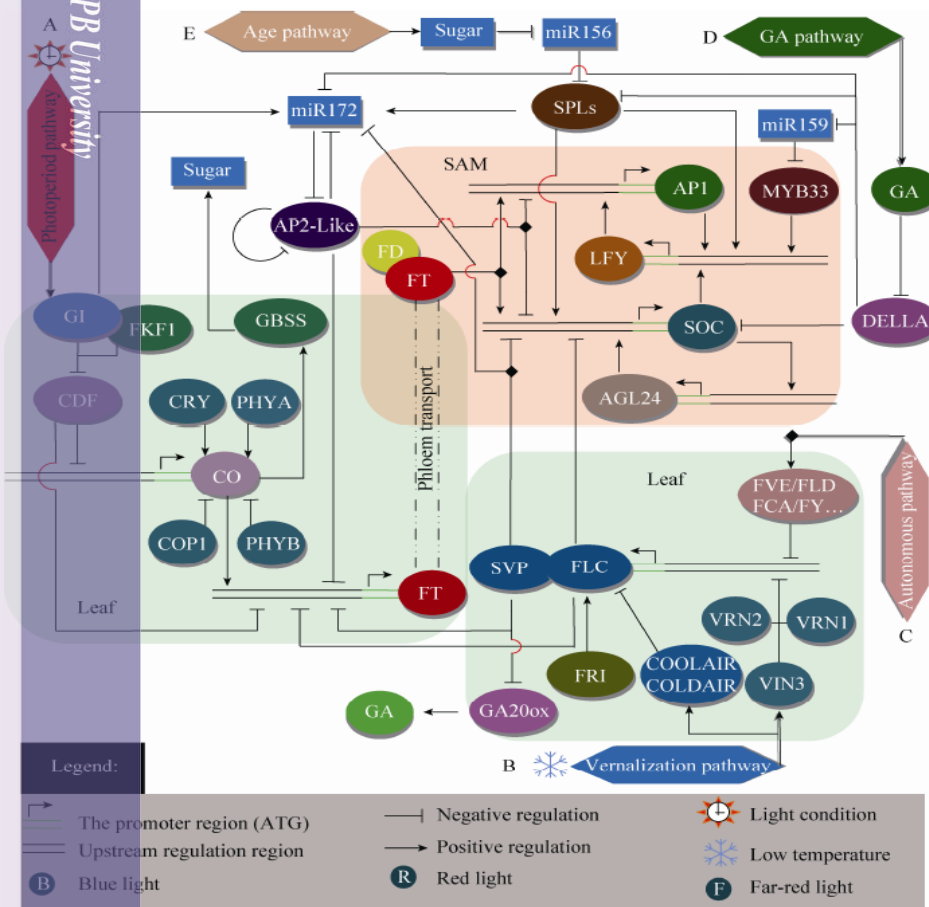 PB University
A
Photoperiod pathway
E
Age pathway
Sugar
miR156
D
GA pathway
miR172
SPLs
miR159
Sugar
SAM
AP1
MYB33
GA
AP2-Like
FD
FT
LFY
GI
FKF1
GBSS
SOC
DELLA
CDF
CRY
PHYA
AGL24
Phloem transport
CO
Leaf
FVE/FLD
FCA/FY...
Autonomous pathway
C
COP1
PHYB
SVP
FLC
FT
Leaf
VRN2
VRN1
FRI
COOLAIR
COLDAIR
VIN3
GA
GA20ox
B
Vernalization pathway
Legend:
The promoter region (ATG)
Upstream regulation region
B
Blue light
Negative regulation
Positive regulation
R
Red light
Light condition
Low temperature
F
Far-red light